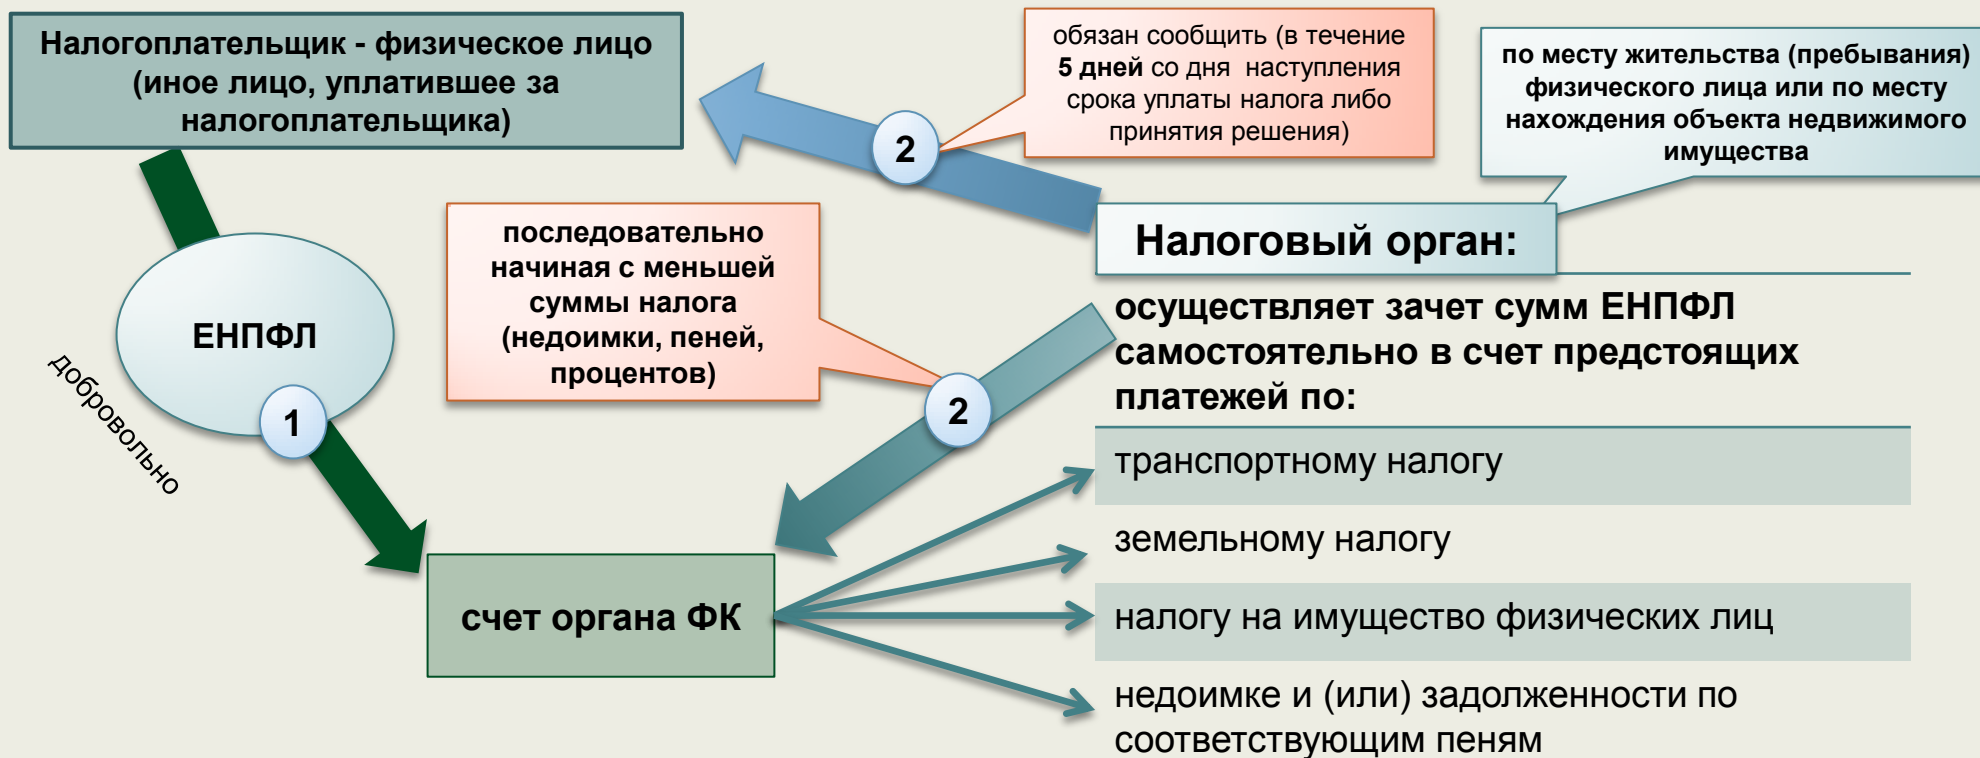 Налогоплательщик - физическое лицо
(иное лицо, уплатившее за
налогоплательщика)
обязан сообщить (в течение
5 дней со дня наступления
срока уплаты налога либо
принятия решения)
по месту жительства (пребывания)
физического лица или по месту
нахождения объекта недвижимого
имущества
2
Налоговый орган:
последовательно
начиная с меньшей
суммы налога
(недоимки, пеней,
процентов)
ЕНПФЛ
добровольно
1
2
осуществляет зачет сумм ЕНПФЛ
самостоятельно в счет предстоящих
платежей по:
транспортному налогу
земельному налогу
счет органа ФК
налогу на имущество физических лиц
недоимке и (или) задолженности по
соответствующим пеням